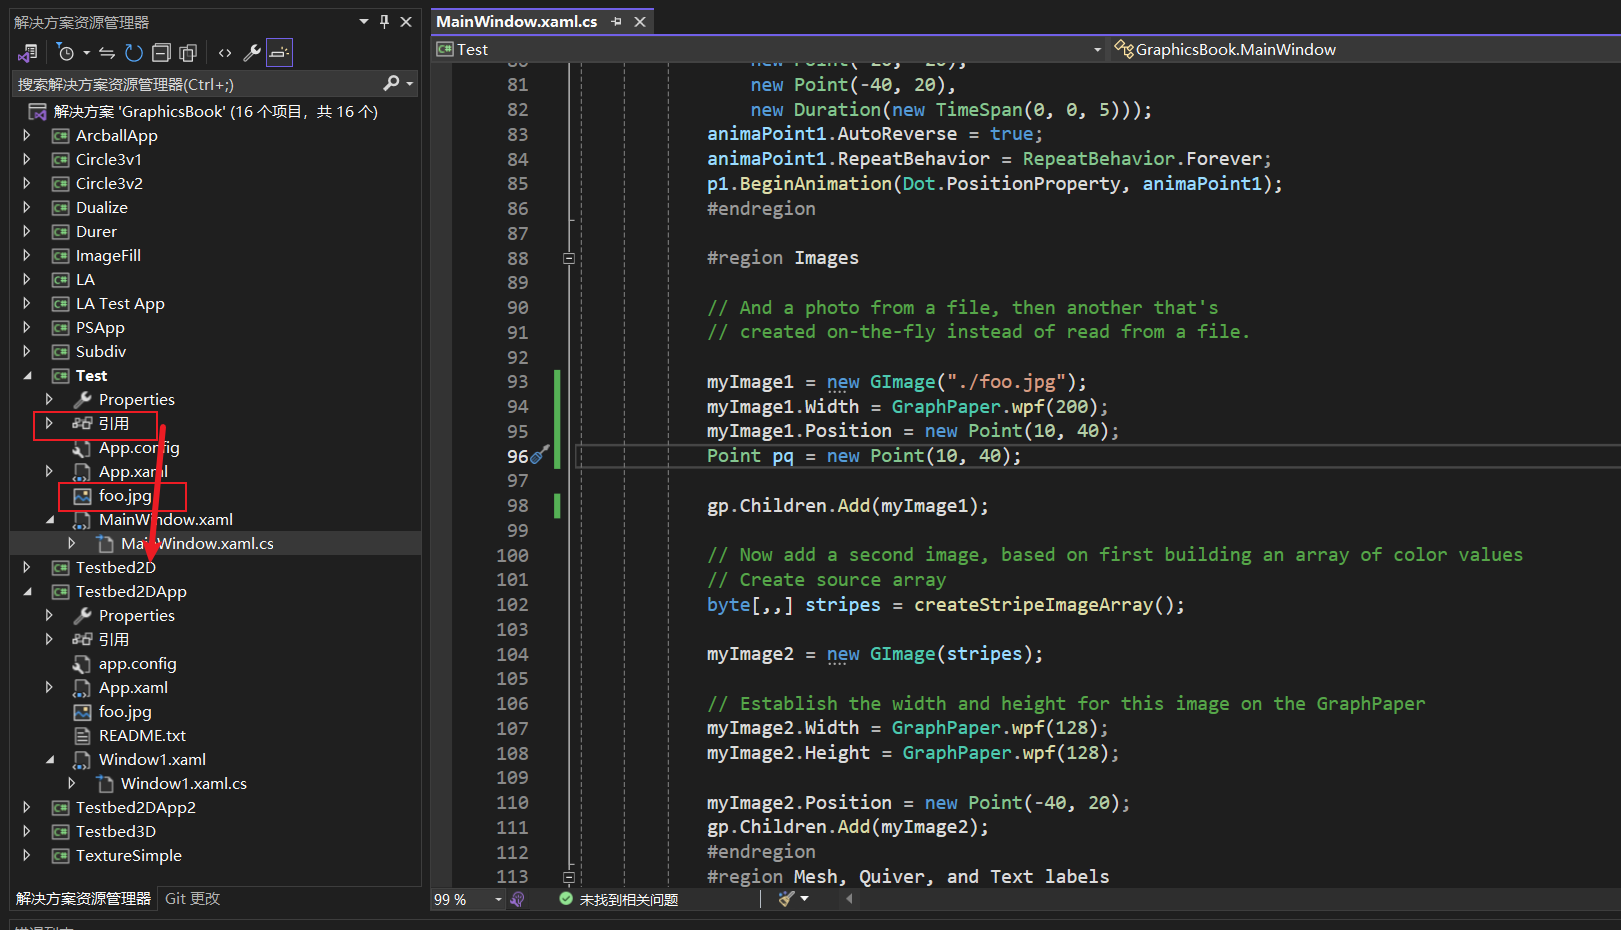 解决方案资源管理器
搜索解决方案资源管理器(Ctrl+;)
解决方案 'GraphicsBook' (16 个项目，共 16 个)
ArcballApp
Circle3v1
Circle3v2
Dualize
Durer
ImageFill
LA
LA Test App
PSApp
Subdiv
Test
Properties
引用
App.config
App.xaml
foo.jpg
MainWindow.xaml
MainWindow.xaml.cs
Testbed2D
Testbed2DApp
Properties
引用
app.config
App.xaml
foo.jpg
README.txt
Window1.xaml
Window1.xaml.cs
Testbed2DApp2
Testbed3D
TextureSimple
解决方案资源管理器 Git 更改
MainWindow.xaml.cs
Test GraphicsBook.MainWindow
81 new Point(-40, 20),
82 new Duration(new TimeSpan(0, 0, 5)));
83 animaPoint1.AutoReverse = true;
84 animaPoint1.RepeatBehavior = RepeatBehavior.Forever;
85 p1.BeginAnimation(Dot.PositionProperty, animaPoint1);
86 #endregion
87
88 #region Images
89
90 // And a photo from a file, then another that's
91 // created on-the-fly instead of read from a file.
92
93 myImage1 = new GImage("./foo.jpg");
94 myImage1.Width = GraphPaper.wpf(200);
95 myImage1.Position = new Point(10, 40);
96 Point pq = new Point(10, 40);
97
98 gp.Children.Add(myImage1);
99
100 // Now add a second image, based on first building an array of color values
101 // Create source array
102 byte[,,] stripes = createStripeImageArray();
103
104 myImage2 = new GImage(stripes);
105
106 // Establish the width and height for this image on the GraphPaper
107 myImage2.Width = GraphPaper.wpf(128);
108 myImage2.Height = GraphPaper.wpf(128);
109
110 myImage2.Position = new Point(-40, 20);
111 gp.Children.Add(myImage2);
112 #endregion
113 #region Mesh, Quiver, and Text labels
99 % 未找到相关问题